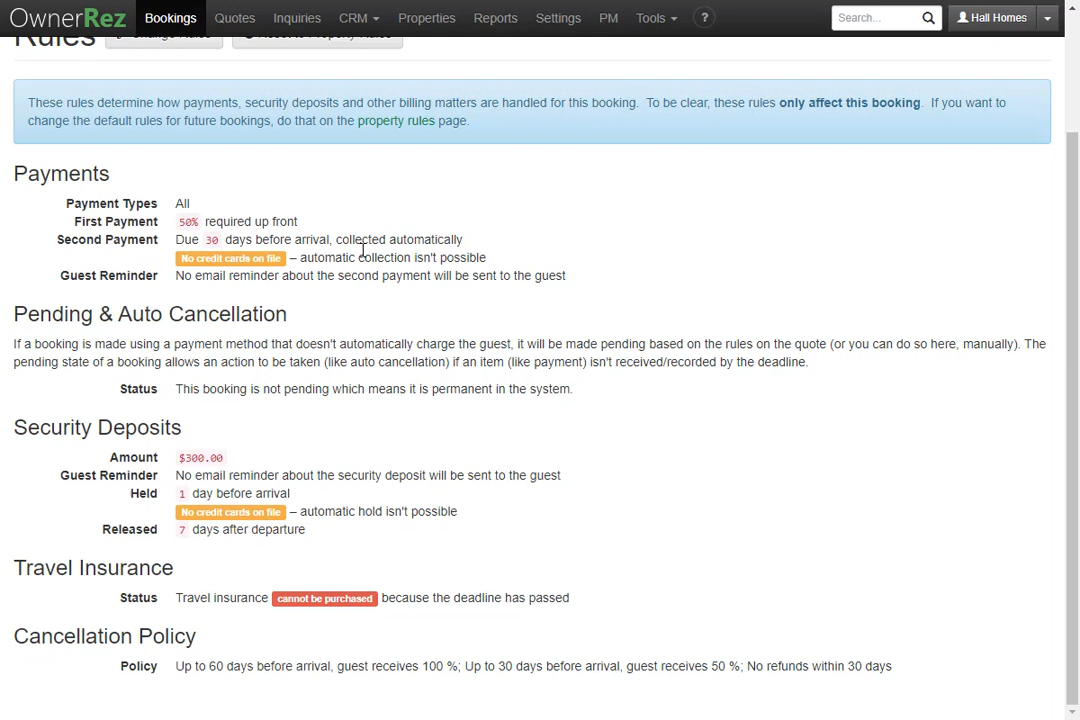 OwnerRez Bookings Quotes Inquiries CRM Properties Reports Settings PM Tools ? Search... Hall Homes
Rules Change Rules Reset to Property Rules
These rules determine how payments, security deposits and other billing matters are handled for this booking. To be clear, these rules only affect this booking. If you want to
change the default rules for future bookings, do that on the property rules page.
Payments
Payment Types All
First Payment 50% required up front
Second Payment Due 30 days before arrival, collected automatically
No credit cards on file – automatic collection isn't possible
Guest Reminder No email reminder about the second payment will be sent to the guest
Pending & Auto Cancellation
If a booking is made using a payment method that doesn't automatically charge the guest, it will be made pending based on the rules on the quote (or you can do so here, manually). The
pending state of a booking allows an action to be taken (like auto cancellation) if an item (like payment) isn't received/recorded by the deadline.
Status This booking is not pending which means it is permanent in the system.
Security Deposits
Amount $300.00
Guest Reminder No email reminder about the security deposit will be sent to the guest
Held 1 day before arrival
No credit cards on file – automatic hold isn't possible
Released 7 days after departure
Travel Insurance
Status Travel insurance cannot be purchased because the deadline has passed
Cancellation Policy
Policy Up to 60 days before arrival, guest receives 100 %; Up to 30 days before arrival, guest receives 50 %; No refunds within 30 days